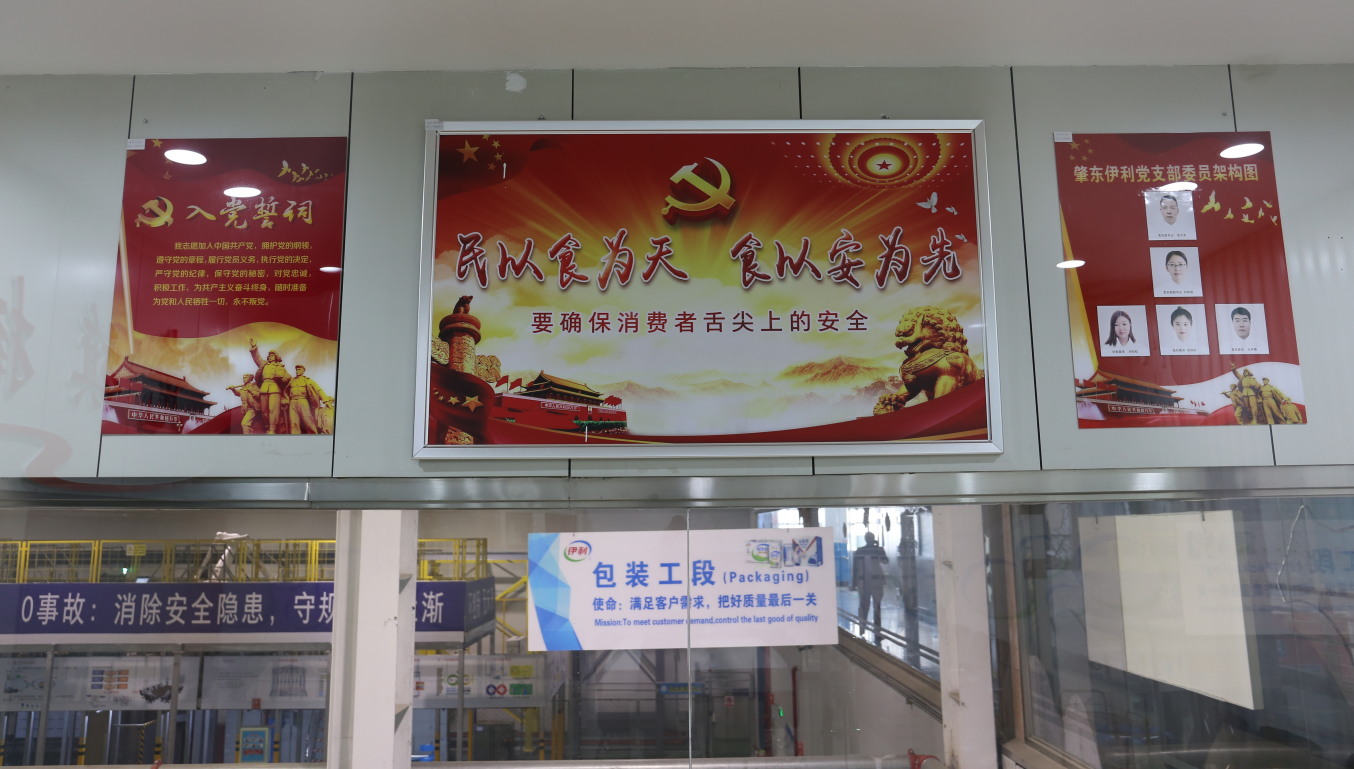 入党誓词
我志愿加入中国共产党，拥护党的纲领，
遵守党的章程，履行党员义务，执行党的决定，
严守党的纪律，保守党的秘密，对党忠诚，
积极工作，为共产主义奋斗终身，随时准备
为党和人民牺牲一切，永不叛党。
民以食为天 食以安为先
要确保消费者舌尖上的安全
肇东伊利党支部委员架构图
伊利
包装工段(Packaging)
使命：满足客户需求，把好质量最后一关
Mission:To meet customer demand,control the last good of quality
0事故：消除安全隐患，守规
渐